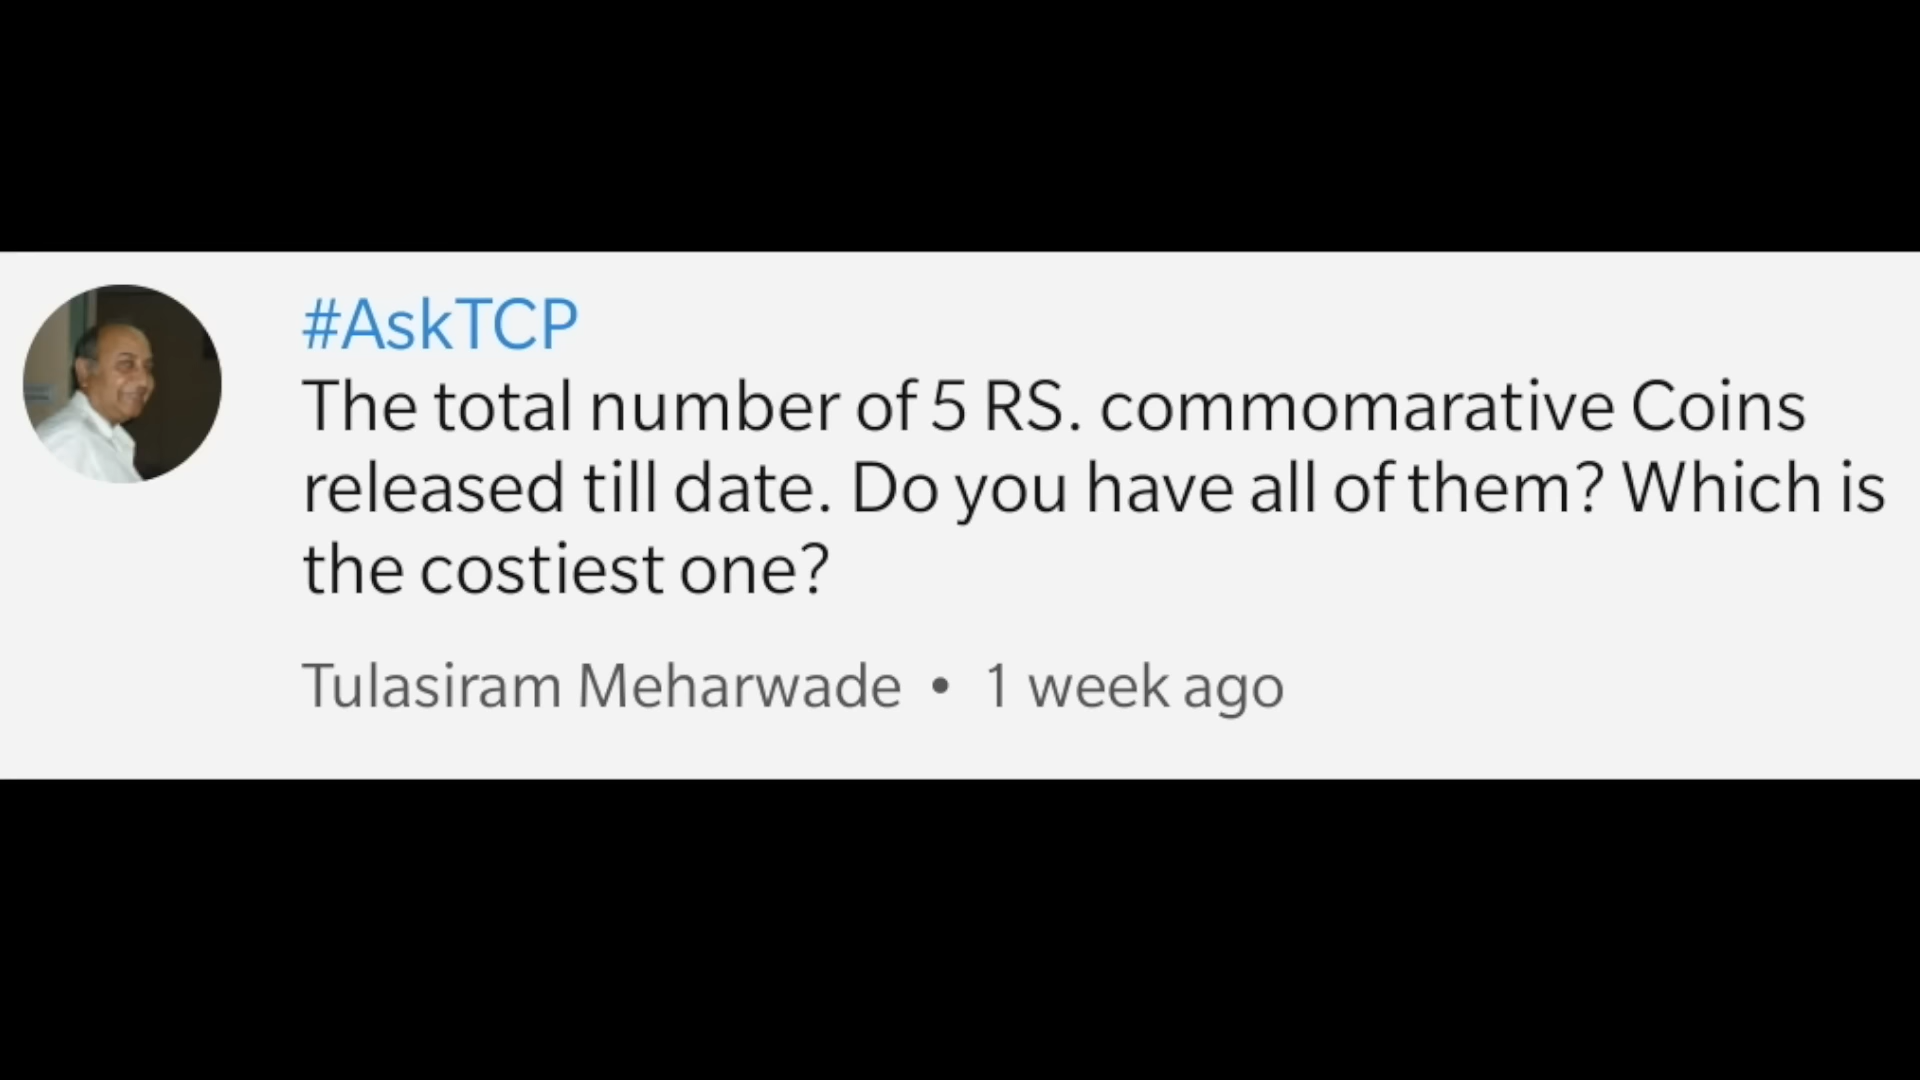 #AskTCP
The total number of 5 RS. commomarative Coins
released till date. Do you have all of them? Which is
the costiest one?
Tulasiram Meharwade • 1 week ago